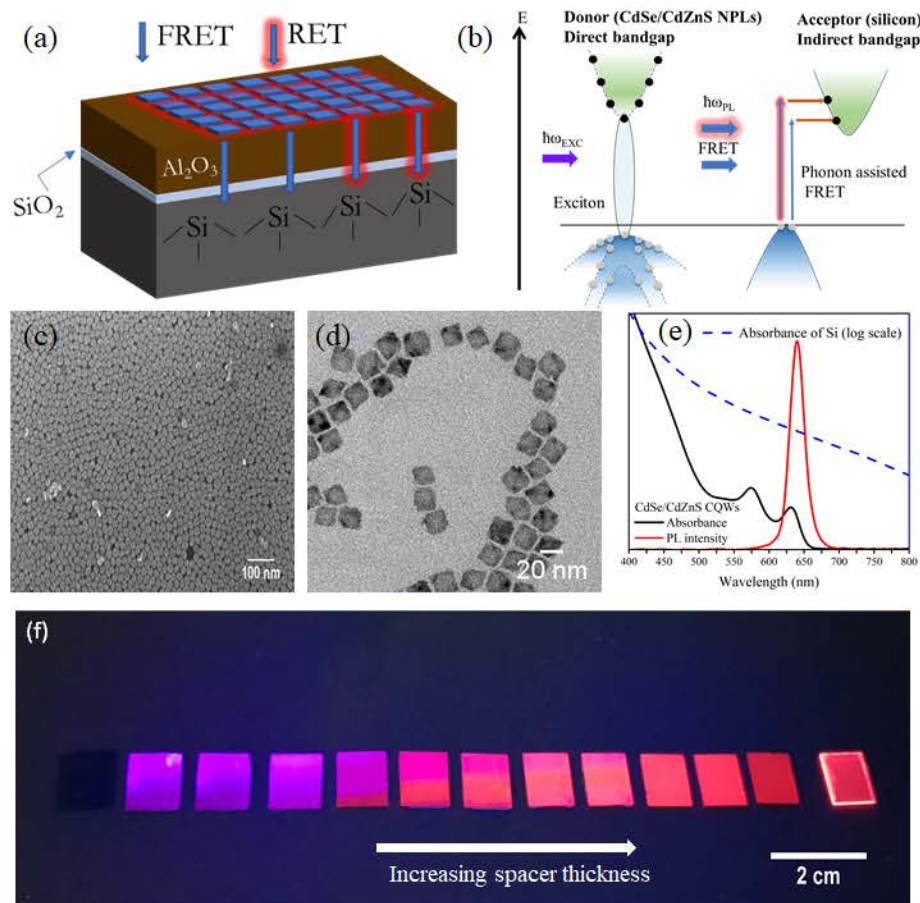 (a)
FRET
RET
Al₂O₃
SiO₂
Si
Si
Si
Si
(b)
E
Donor (CdSe/CdZnS NPLs)
Direct bandgap
Acceptor (silicon)
Indirect bandgap
ħω_EXC
ħω_PL
FRET
Exciton
Phonon assisted
FRET
(c)
100 nm
(d)
20 nm
(e)
Absorbance of Si (log scale)
CdSe/CdZnS CQWs
Absorbance
PL intensity
400 450 500 550 600 650 700 750 800
Wavelength (nm)
(f)
Increasing spacer thickness
2 cm